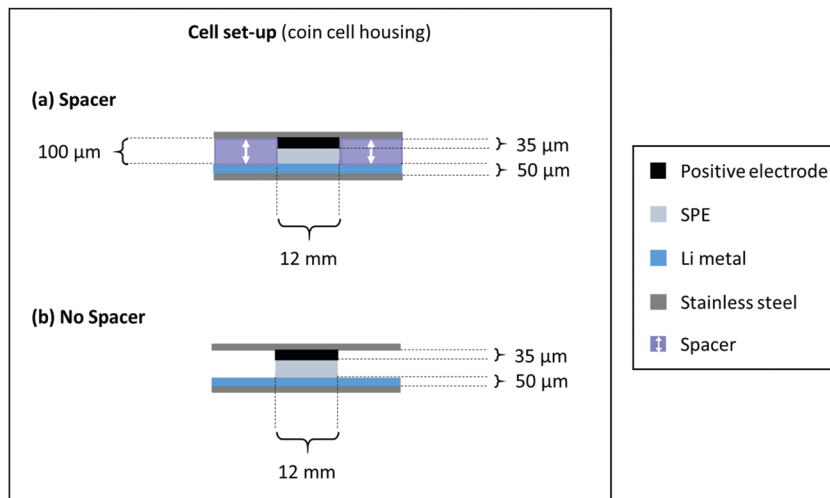 Cell set-up (coin cell housing)
(a) Spacer
100 µm
35 µm
50 µm
12 mm
(b) No Spacer
35 µm
50 µm
12 mm
Positive electrode
SPE
Li metal
Stainless steel
Spacer